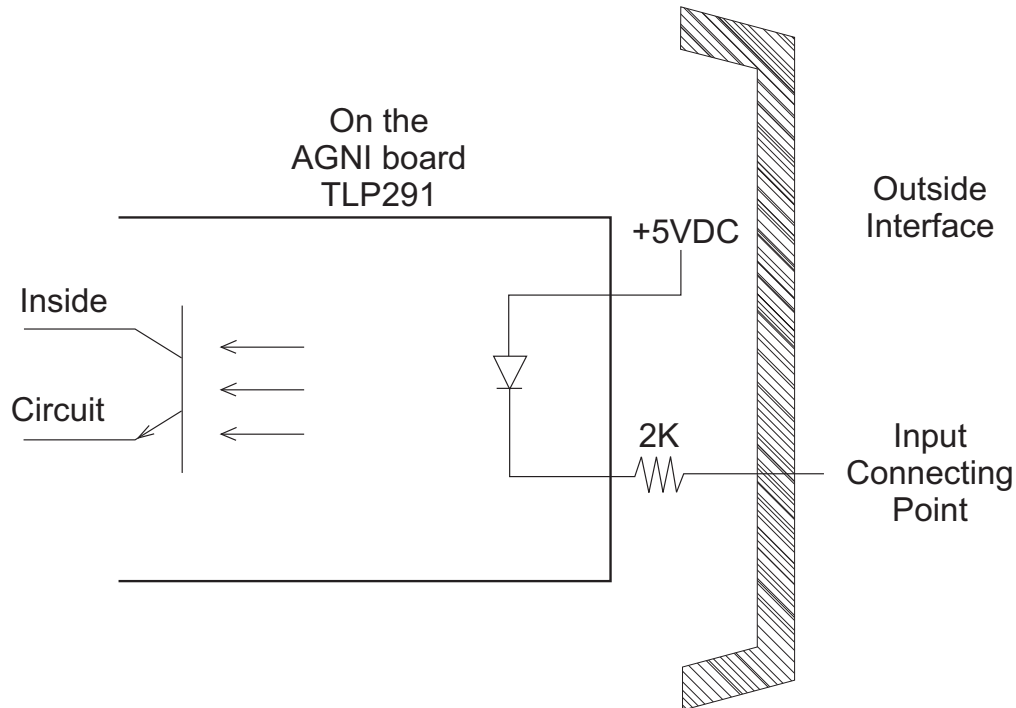 On the
AGNI board
TLP291
Outside
Interface
+5VDC
Inside
Circuit
2K
Input
Connecting
Point